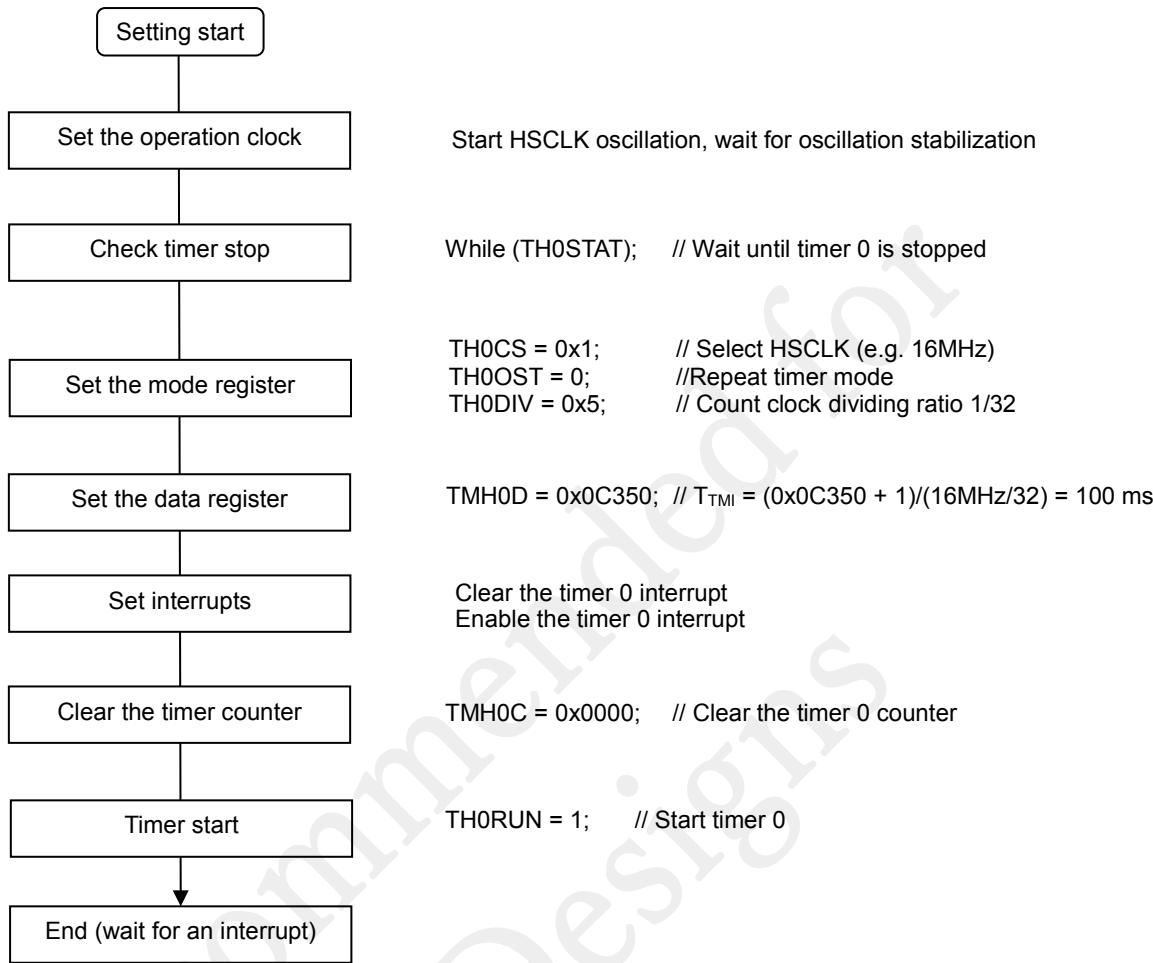 Setting start
Set the operation clock
Start HSCLK oscillation, wait for oscillation stabilization
Check timer stop
While (TH0STAT); // Wait until timer 0 is stopped
Set the mode register
TH0CS = 0x1; // Select HSCLK (e.g. 16MHz)
TH0OST = 0; //Repeat timer mode
TH0DIV = 0x5; // Count clock dividing ratio 1/32
Set the data register
TMH0D = 0x0C350; // TTMI = (0x0C350 + 1)/(16MHz/32) = 100 ms
Set interrupts
Clear the timer 0 interrupt
Enable the timer 0 interrupt
Clear the timer counter
TMH0C = 0x0000; // Clear the timer 0 counter
Timer start
TH0RUN = 1; // Start timer 0
End (wait for an interrupt)
ommended for
Designs